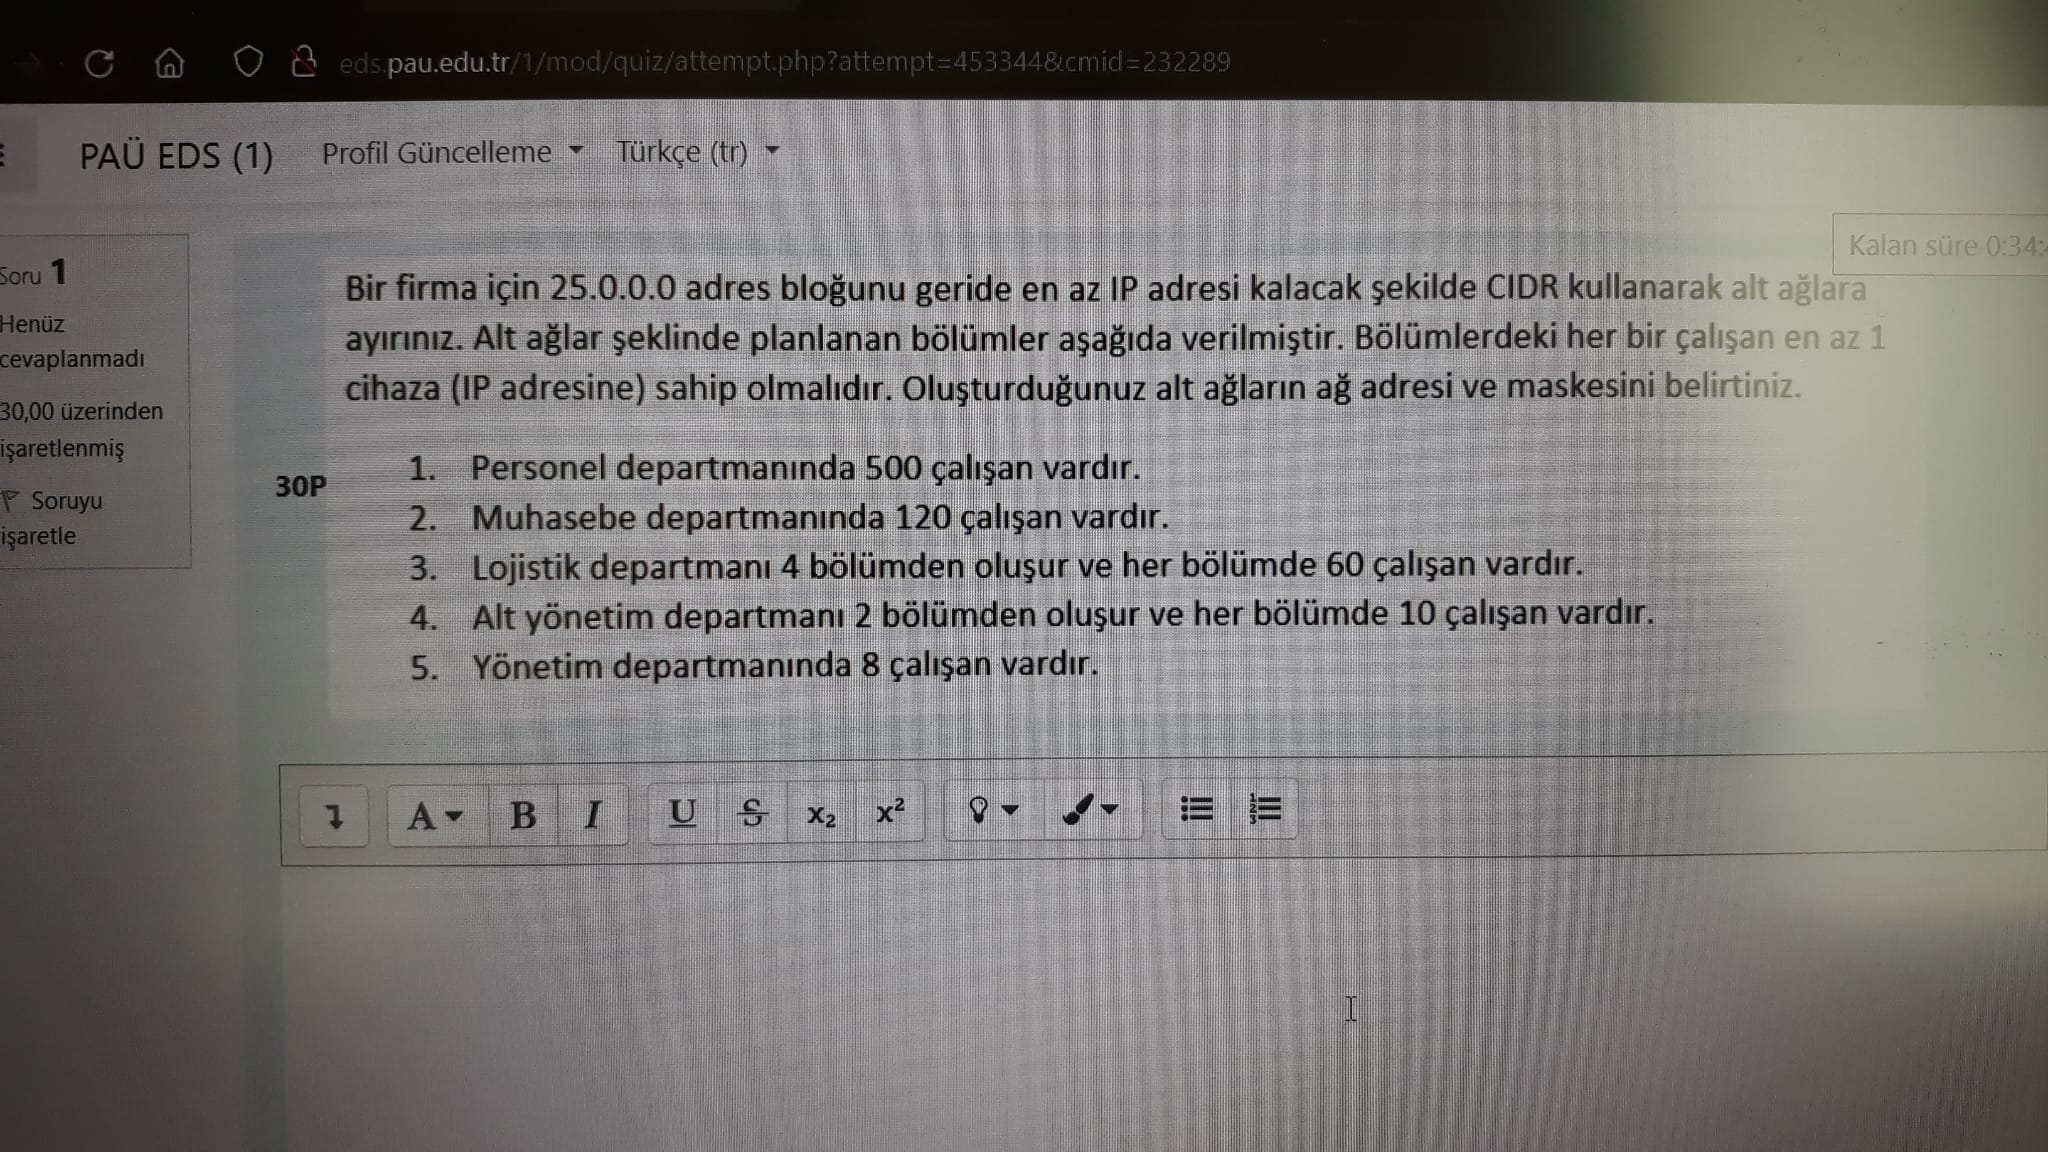 eds.pau.edu.tr/1/mod/quiz/attempt.php?attempt=453344&cmid=232289
PAÜ EDS (1) Profil Güncelleme Türkçe (tr)
Kalan süre 0:34:
Soru 1
Henüz
cevaplanmadı
30,00 üzerinden
işaretlenmiş
Soruyu
işaretle
Bir firma için 25.0.0.0 adres bloğunu geride en az IP adresi kalacak şekilde CIDR kullanarak alt ağlara
ayırınız. Alt ağlar şeklinde planlanan bölümler aşağıda verilmiştir. Bölümlerdeki her bir çalışan en az 1
cihaza (IP adresine) sahip olmalıdır. Oluşturduğunuz alt ağların ağ adresi ve maskesini belirtiniz.
30P
1. Personel departmanında 500 çalışan vardır.
2. Muhasebe departmanında 120 çalışan vardır.
3. Lojistik departmanı 4 bölümden oluşur ve her bölümde 60 çalışan vardır.
4. Alt yönetim departmanı 2 bölümden oluşur ve her bölümde 10 çalışan vardır.
5. Yönetim departmanında 8 çalışan vardır.
A B I U S x₂ x²